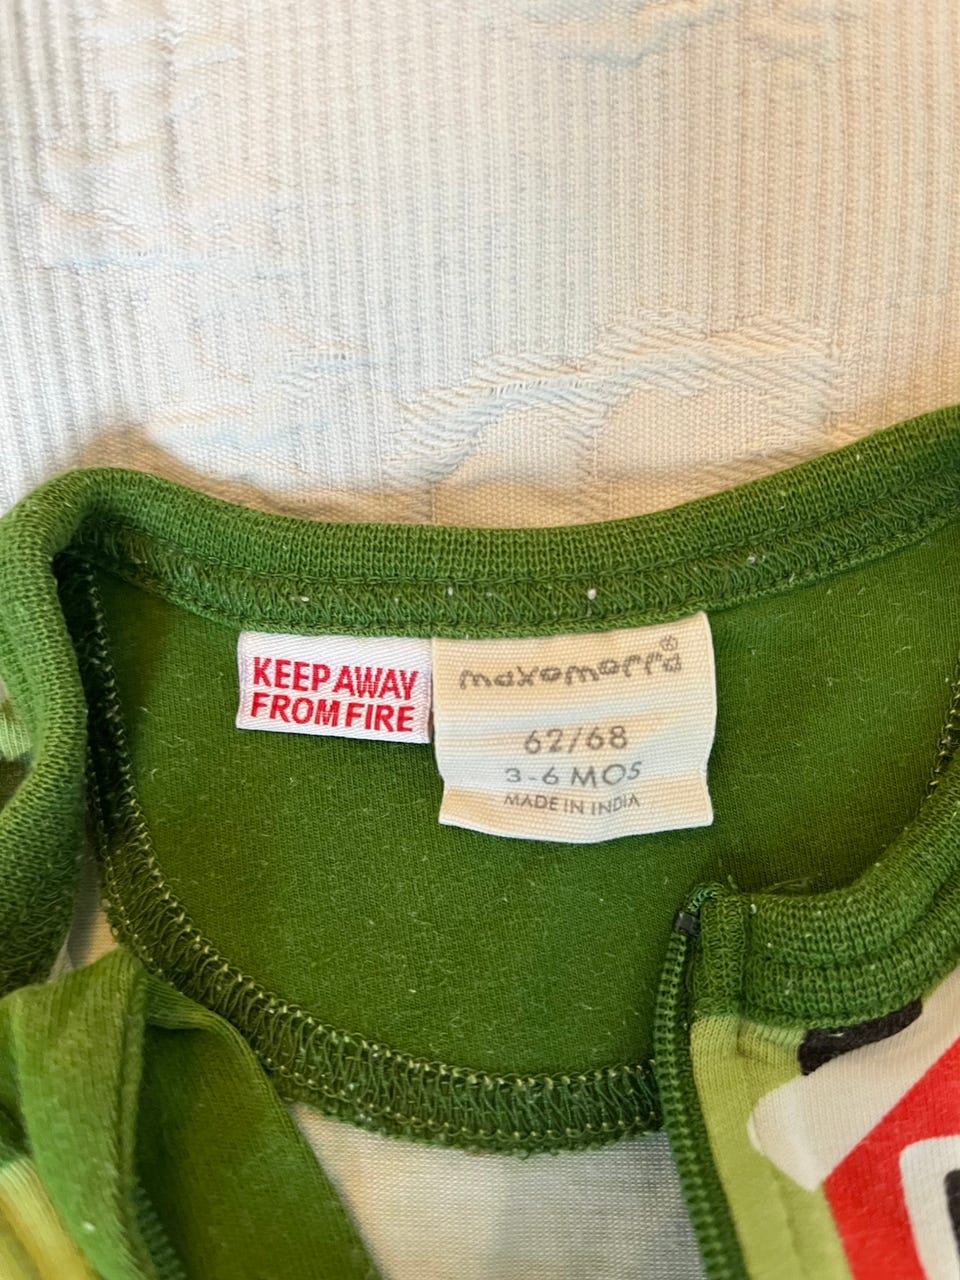 KEEP AWAY
FROM FIRE
maxomorra®
62/68
3-6 MOS
MADE IN INDIA